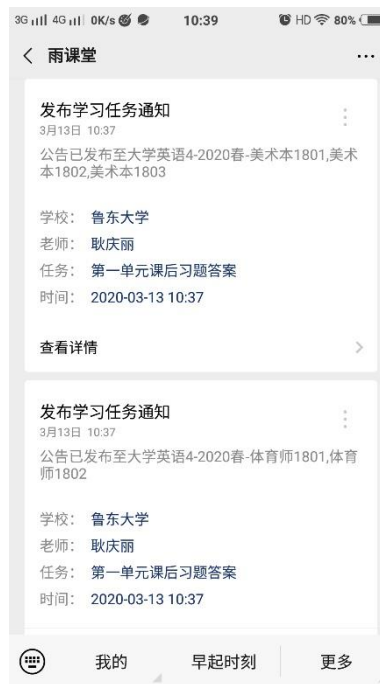 3G 4G 0K/s 10:39 HD 80%
雨课堂
发布学习任务通知
3月13日 10:37
公告已发布至大学英语4-2020春-美术本1801,美术
本1802,美术本1803
学校: 鲁东大学
老师: 耿庆丽
任务: 第一单元课后习题答案
时间: 2020-03-13 10:37
查看详情
发布学习任务通知
3月13日 10:37
公告已发布至大学英语4-2020春-体育师1801,体育
师1802
学校: 鲁东大学
老师: 耿庆丽
任务: 第一单元课后习题答案
时间: 2020-03-13 10:37
我的 早起时刻 更多